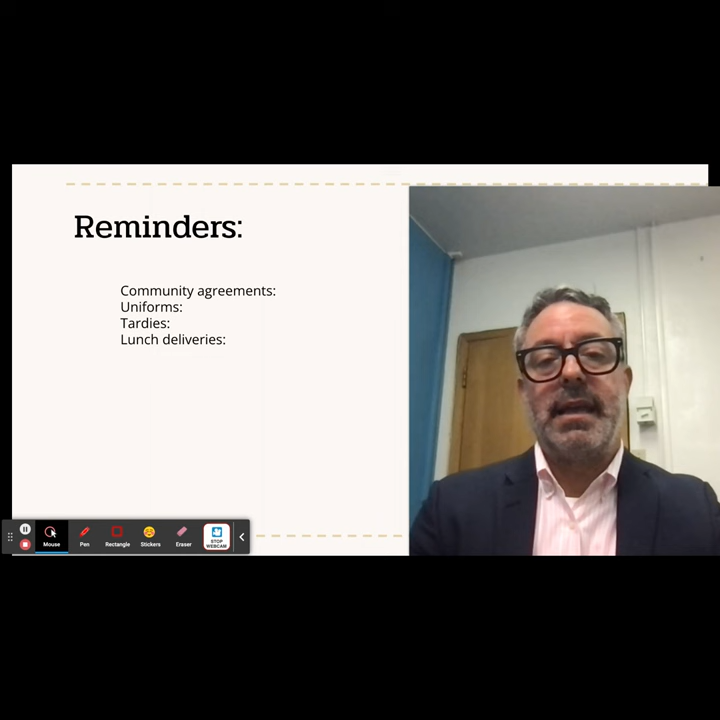 Reminders:
Community agreements:
Uniforms:
Tardies:
Lunch deliveries:
Mouse
Pen
Rectangle
Stickers
Eraser
STOP
WEBCAM